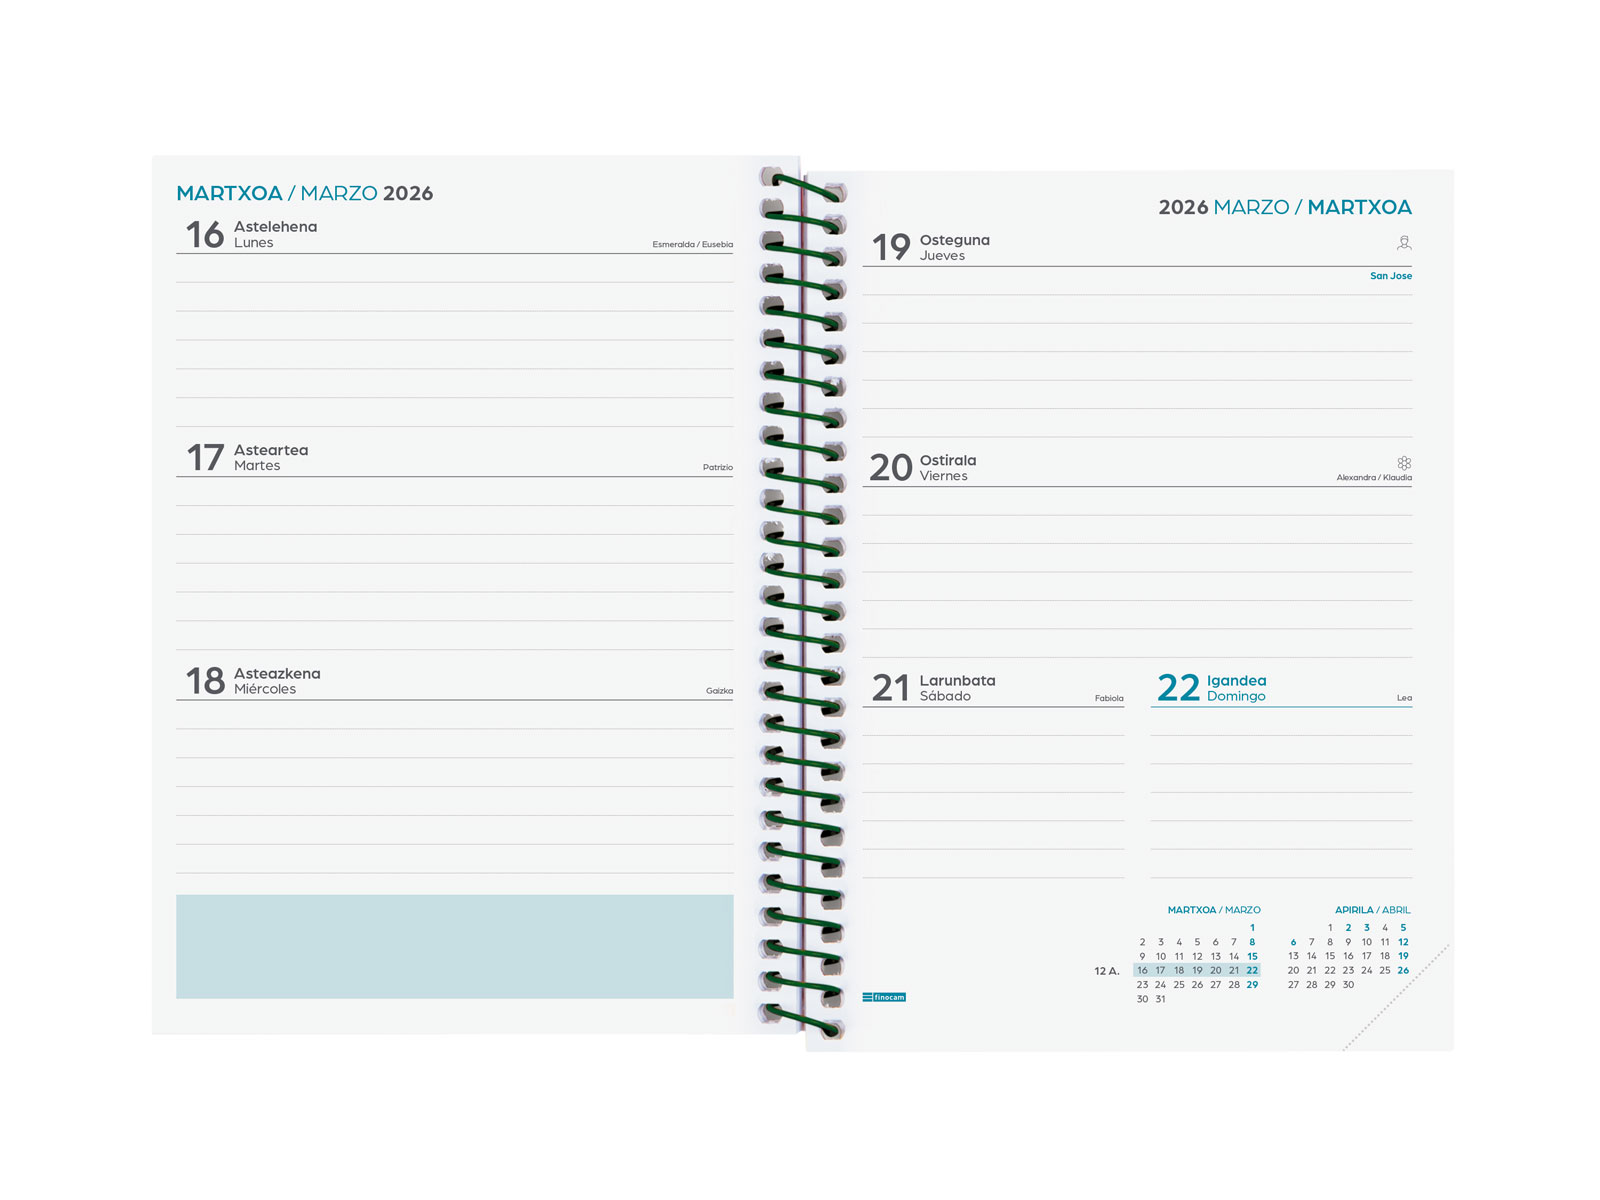 MARTXOA / MARZO 2026
16 Astelehena
Lunes
Esmeralda / Eusebia
17 Asteartea
Martes
Patrizio
18 Asteazkena
Miércoles
Gaizka
2026 MARZO / MARTXOA
19 Osteguna
Jueves
San Jose
20 Ostirala
Viernes
Alexandra / Klaudia
21 Larunbata
Sábado
Fabiola
22 Igandea
Domingo
Lea
MARTXOA / MARZO
1
2 3 4 5 6 7 8
9 10 11 12 13 14 15
12 A. 16 17 18 19 20 21 22
23 24 25 26 27 28 29
30 31
APIRILA / ABRIL
1 2 3 4 5
6 7 8 9 10 11 12
13 14 15 16 17 18 19
20 21 22 23 24 25 26
27 28 29 30
finocam